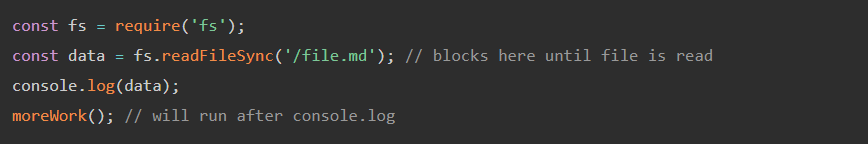 const fs = require('fs');
const data = fs.readFileSync('/file.md'); // blocks here until file is read
console.log(data);
moreWork(); // will run after console.log